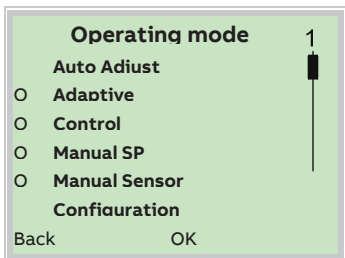 Operating mode 1
Auto Adjust
O Adaptive
O Control
O Manual SP
O Manual Sensor
Configuration
Back OK